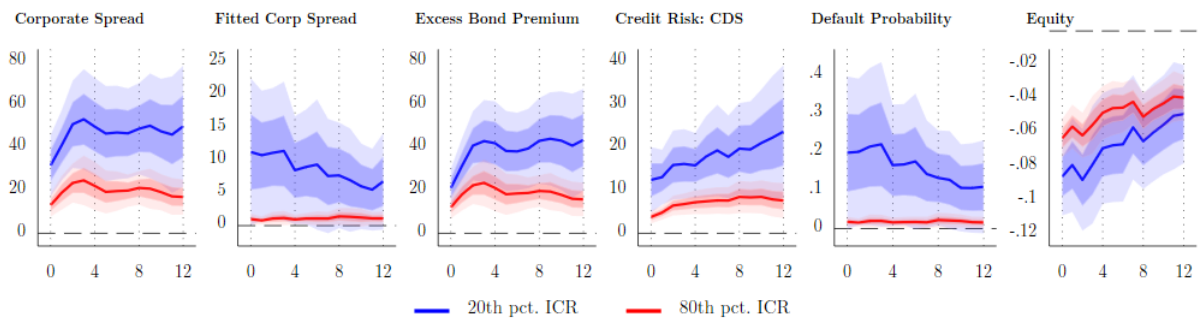 Corporate Spread
80
60
40
20
0
0 4 8 12
Fitted Corp Spread
25
20
15
10
5
0
0 4 8 12
Excess Bond Premium
80
60
40
20
0
0 4 8 12
Credit Risk: CDS
40
30
20
10
0
0 4 8 12
Default Probability
.4
.3
.2
.1
0
0 4 8 12
Equity
-.02
-.04
-.06
-.08
-.1
-.12
0 4 8 12
20th pct. ICR
80th pct. ICR